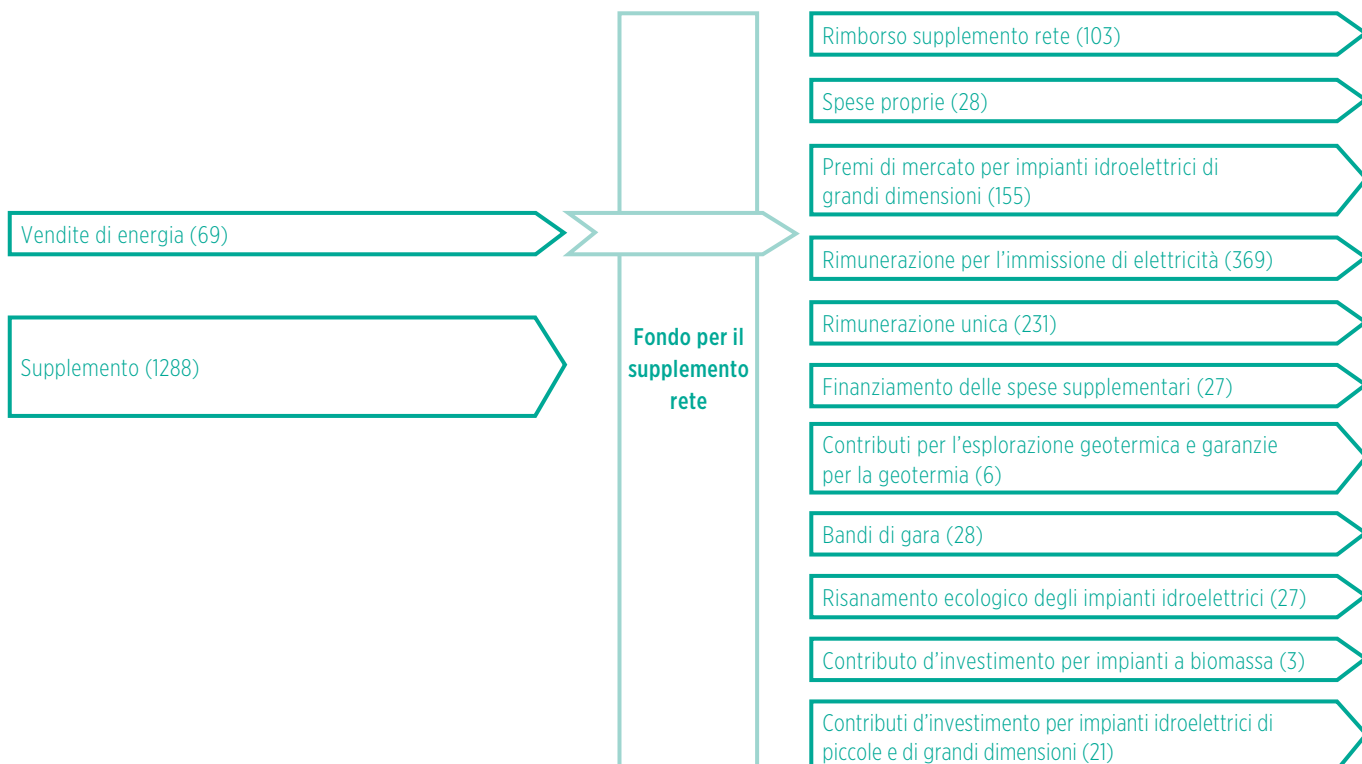 Vendite di energia (69)
Supplemento (1288)
Fondo per il
supplemento
rete
Rimborso supplemento rete (103)
Spese proprie (28)
Premi di mercato per impianti idroelettrici di
grandi dimensioni (155)
Rimunerazione per l’immissione di elettricità (369)
Rimunerazione unica (231)
Finanziamento delle spese supplementari (27)
Contributi per l’esplorazione geotermica e garanzie
per la geotermia (6)
Bandi di gara (28)
Risanamento ecologico degli impianti idroelettrici (27)
Contributo d’investimento per impianti a biomassa (3)
Contributi d’investimento per impianti idroelettrici di
piccole e di grandi dimensioni (21)